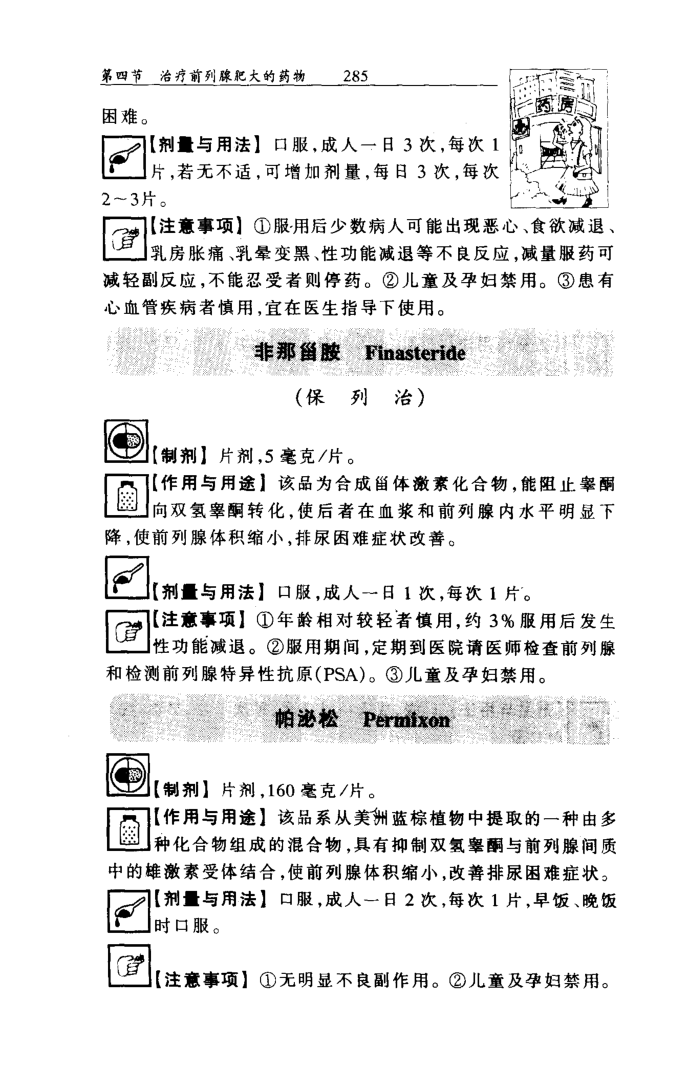 第四节　治疗前列腺肥大的药物　285
药房
困难。
【剂量与用法】口服,成人一日3次,每次1
片,若无不适,可增加剂量,每日3次,每次
2~3片。
【注意事项】①服用后少数病人可能出现恶心、食欲减退、
乳房胀痛、乳晕变黑、性功能减退等不良反应,减量服药可
减轻副反应,不能忍受者则停药。②儿童及孕妇禁用。③患有
心血管疾病者慎用,宜在医生指导下使用。
非那甾胺　Finasteride
(保　列　治)
【制剂】片剂,5毫克/片。
【作用与用途】该品为合成甾体激素化合物,能阻止睾酮
向双氢睾酮转化,使后者在血浆和前列腺内水平明显下
降,使前列腺体积缩小,排尿困难症状改善。
【剂量与用法】口服,成人一日1次,每次1片。
【注意事项】①年龄相对较轻者慎用,约3%服用后发生
性功能减退。②服用期间,定期到医院请医师检查前列腺
和检测前列腺特异性抗原(PSA)。③儿童及孕妇禁用。
帕泌松　Permixon
【制剂】片剂,160毫克/片。
【作用与用途】该品系从美洲蓝棕植物中提取的一种由多
种化合物组成的混合物,具有抑制双氢睾酮与前列腺间质
中的雄激素受体结合,使前列腺体积缩小,改善排尿困难症状。
【剂量与用法】口服,成人一日2次,每次1片,早饭、晚饭
时口服。
【注意事项】①无明显不良副作用。②儿童及孕妇禁用。